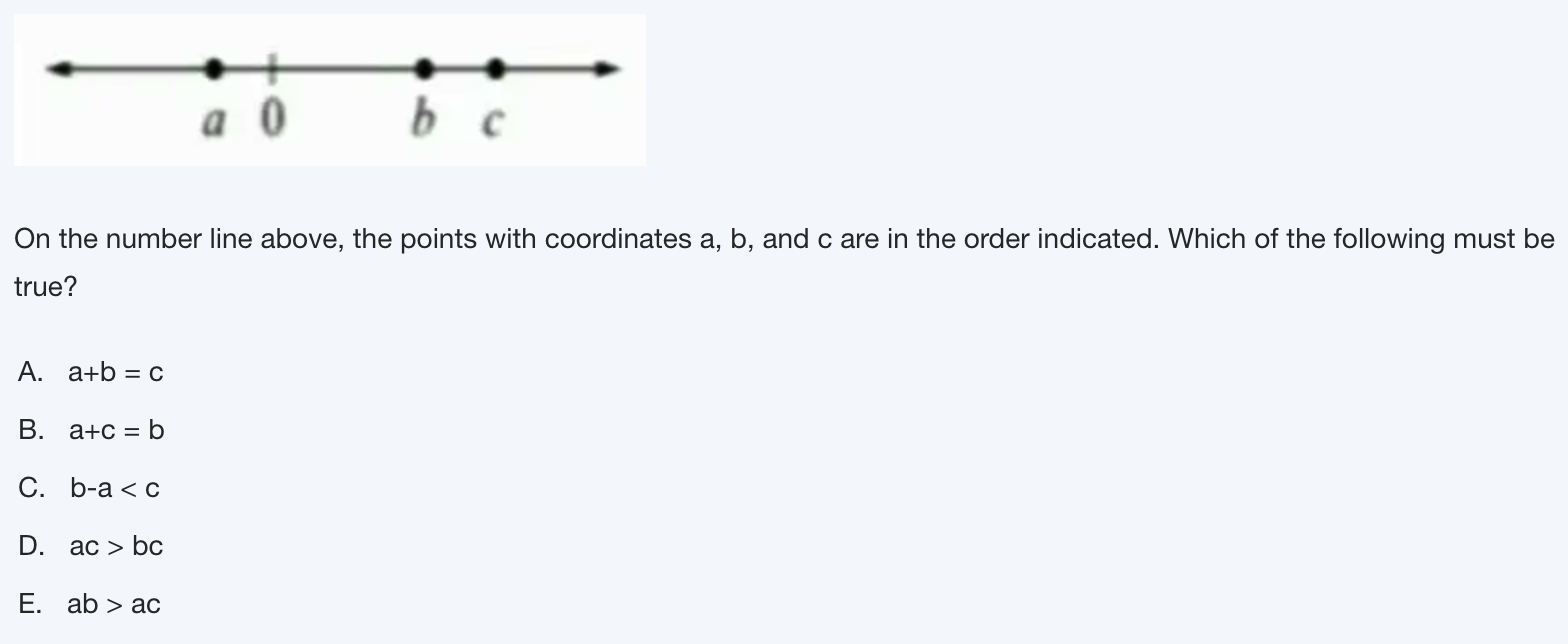 a 0 b c
On the number line above, the points with coordinates a, b, and c are in the order indicated. Which of the following must be
true?
A. a+b = c
B. a+c = b
C. b-a < c
D. ac > bc
E. ab > ac